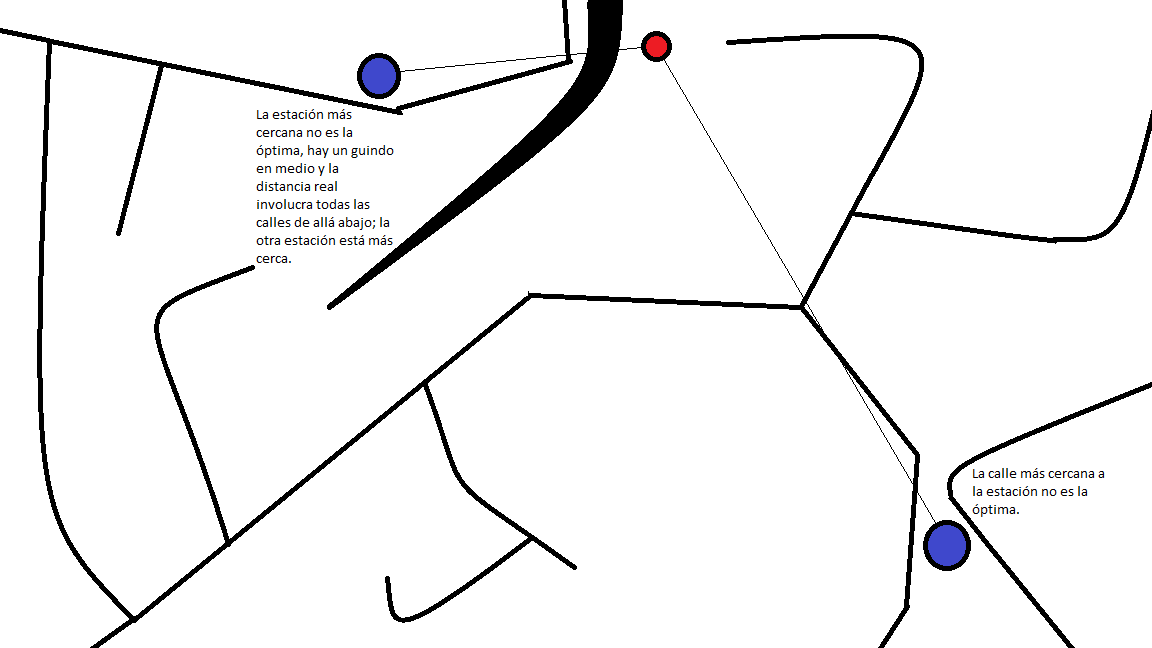 La estación más
cercana no es la
óptima, hay un guindo
en medio y la
distancia real
involucra todas las
calles de allá abajo; la
otra estación está más
cerca.
La calle más cercana a
la estación no es la
óptima.